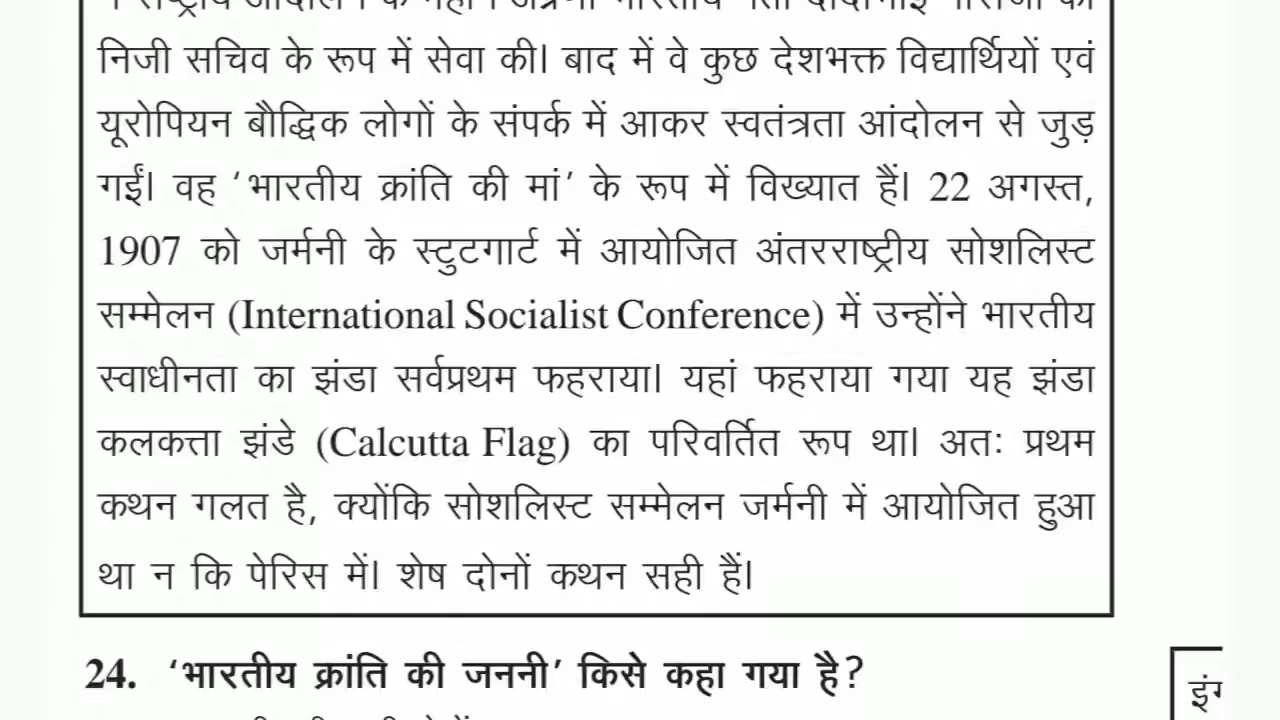 निजी सचिव के रूप में सेवा की। बाद में वे कुछ देशभक्त विद्यार्थियों एवं
यूरोपियन बौद्धिक लोगों के संपर्क में आकर स्वतंत्रता आंदोलन से जुड़
गईं। वह ‘भारतीय क्रांति की मां’ के रूप में विख्यात हैं। 22 अगस्त,
1907 को जर्मनी के स्टुटगार्ट में आयोजित अंतरराष्ट्रीय सोशलिस्ट
सम्मेलन (International Socialist Conference) में उन्होंने भारतीय
स्वाधीनता का झंडा सर्वप्रथम फहराया। यहां फहराया गया यह झंडा
कलकत्ता झंडे (Calcutta Flag) का परिवर्तित रूप था। अतः प्रथम
कथन गलत है, क्योंकि सोशलिस्ट सम्मेलन जर्मनी में आयोजित हुआ
था न कि पेरिस में। शेष दोनों कथन सही हैं।
24. ‘भारतीय क्रांति की जननी’ किसे कहा गया है?